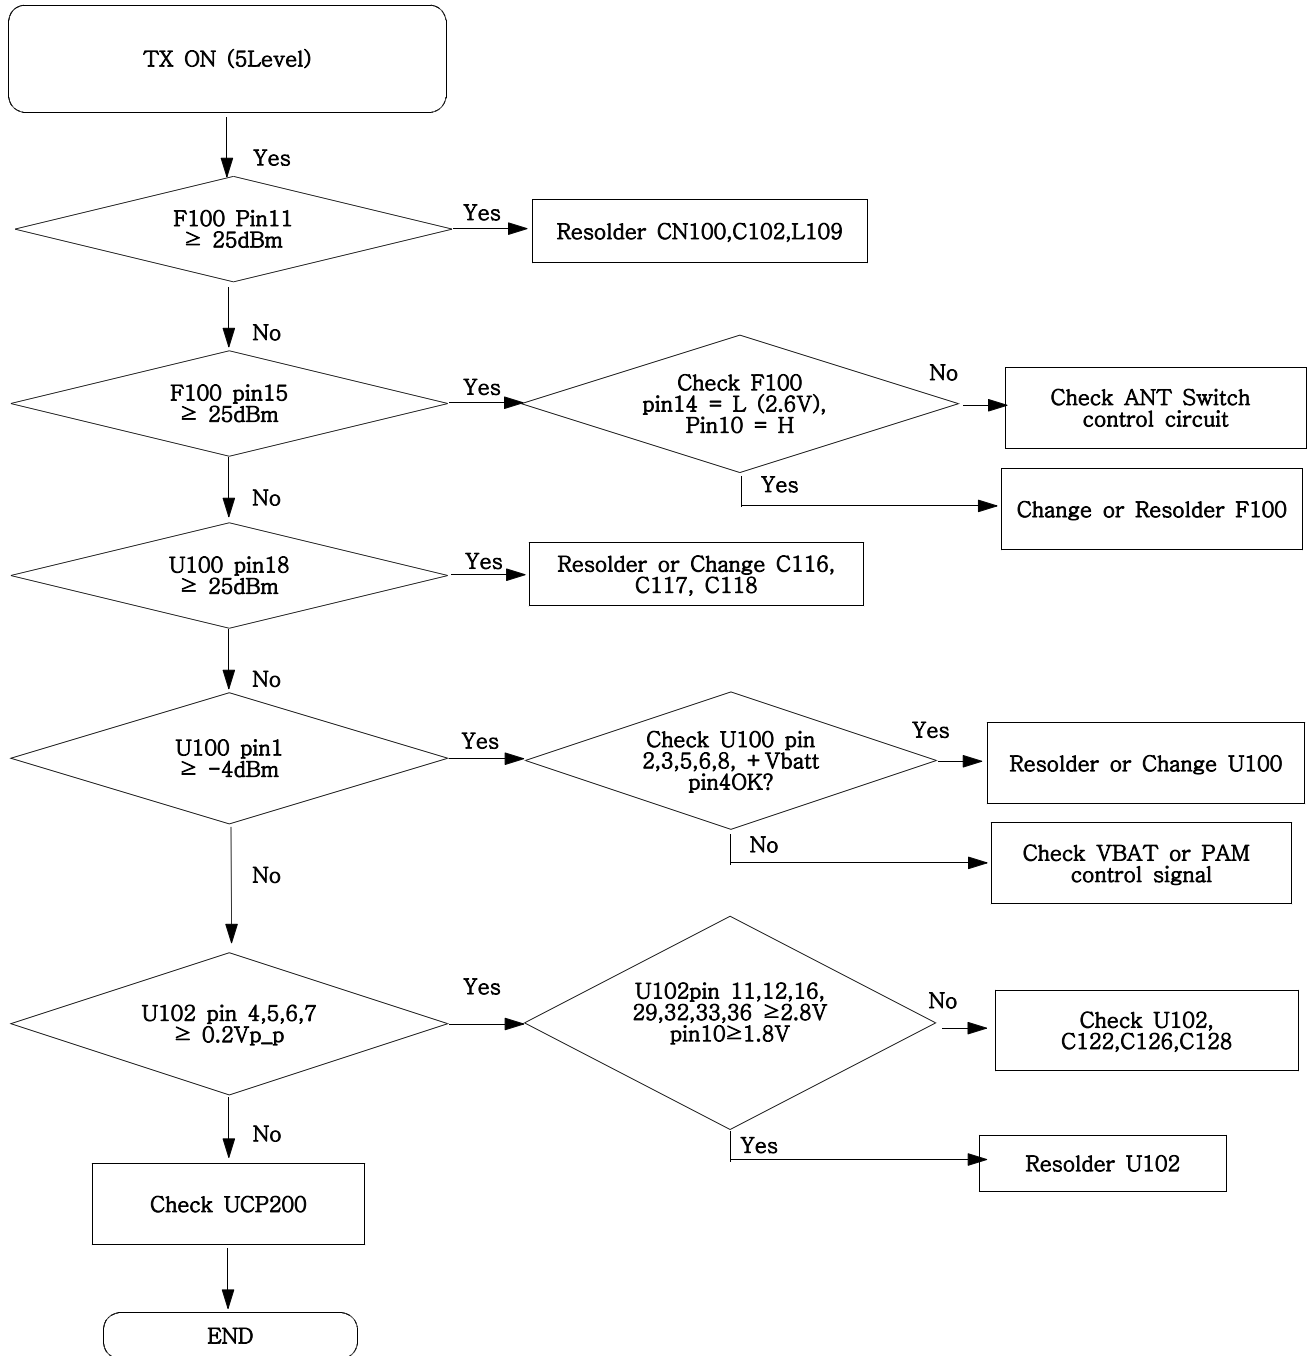 TX ON (5Level)
Yes
F100 Pin11
≥ 25dBm
Yes
Resolder CN100,C102,L109
No
F100 pin15
≥ 25dBm
Yes
Check F100
pin14 = L (2.6V),
Pin10 = H
No
Check ANT Switch
control circuit
Yes
Change or Resolder F100
No
U100 pin18
≥ 25dBm
Yes
Resolder or Change C116,
C117, C118
No
U100 pin1
≥ -4dBm
Yes
Check U100 pin
2,3,5,6,8, +Vbatt
pin4OK?
Yes
Resolder or Change U100
No
Check VBAT or PAM
control signal
No
U102 pin 4,5,6,7
≥ 0.2Vp_p
Yes
U102pin 11,12,16,
29,32,33,36 ≥2.8V
pin10≥1.8V
No
Check U102,
C122,C126,C128
Yes
Resolder U102
No
Check UCP200
END